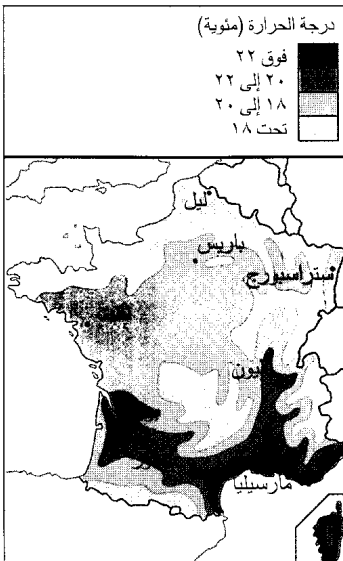 درجة الحرارة (مئوية)
فوق ٢٢
٢٠ إلى ٢٢
١٨ إلى ٢٠
تحت ١٨
ليل
باريس
ستراسبورج
ليون
مارسيليا